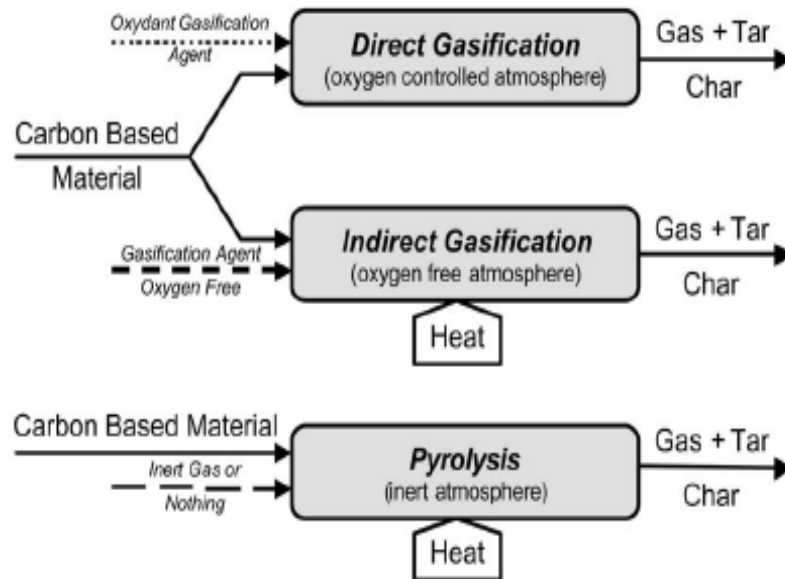 Oxydant Gasification
Agent
Direct Gasification
(oxygen controlled atmosphere)
Gas + Tar
Char
Carbon Based
Material
Gasification Agent
Oxygen Free
Indirect Gasification
(oxygen free atmosphere)
Gas + Tar
Char
Heat
Carbon Based Material
Inert Gas or
Nothing
Pyrolysis
(inert atmosphere)
Gas + Tar
Char
Heat